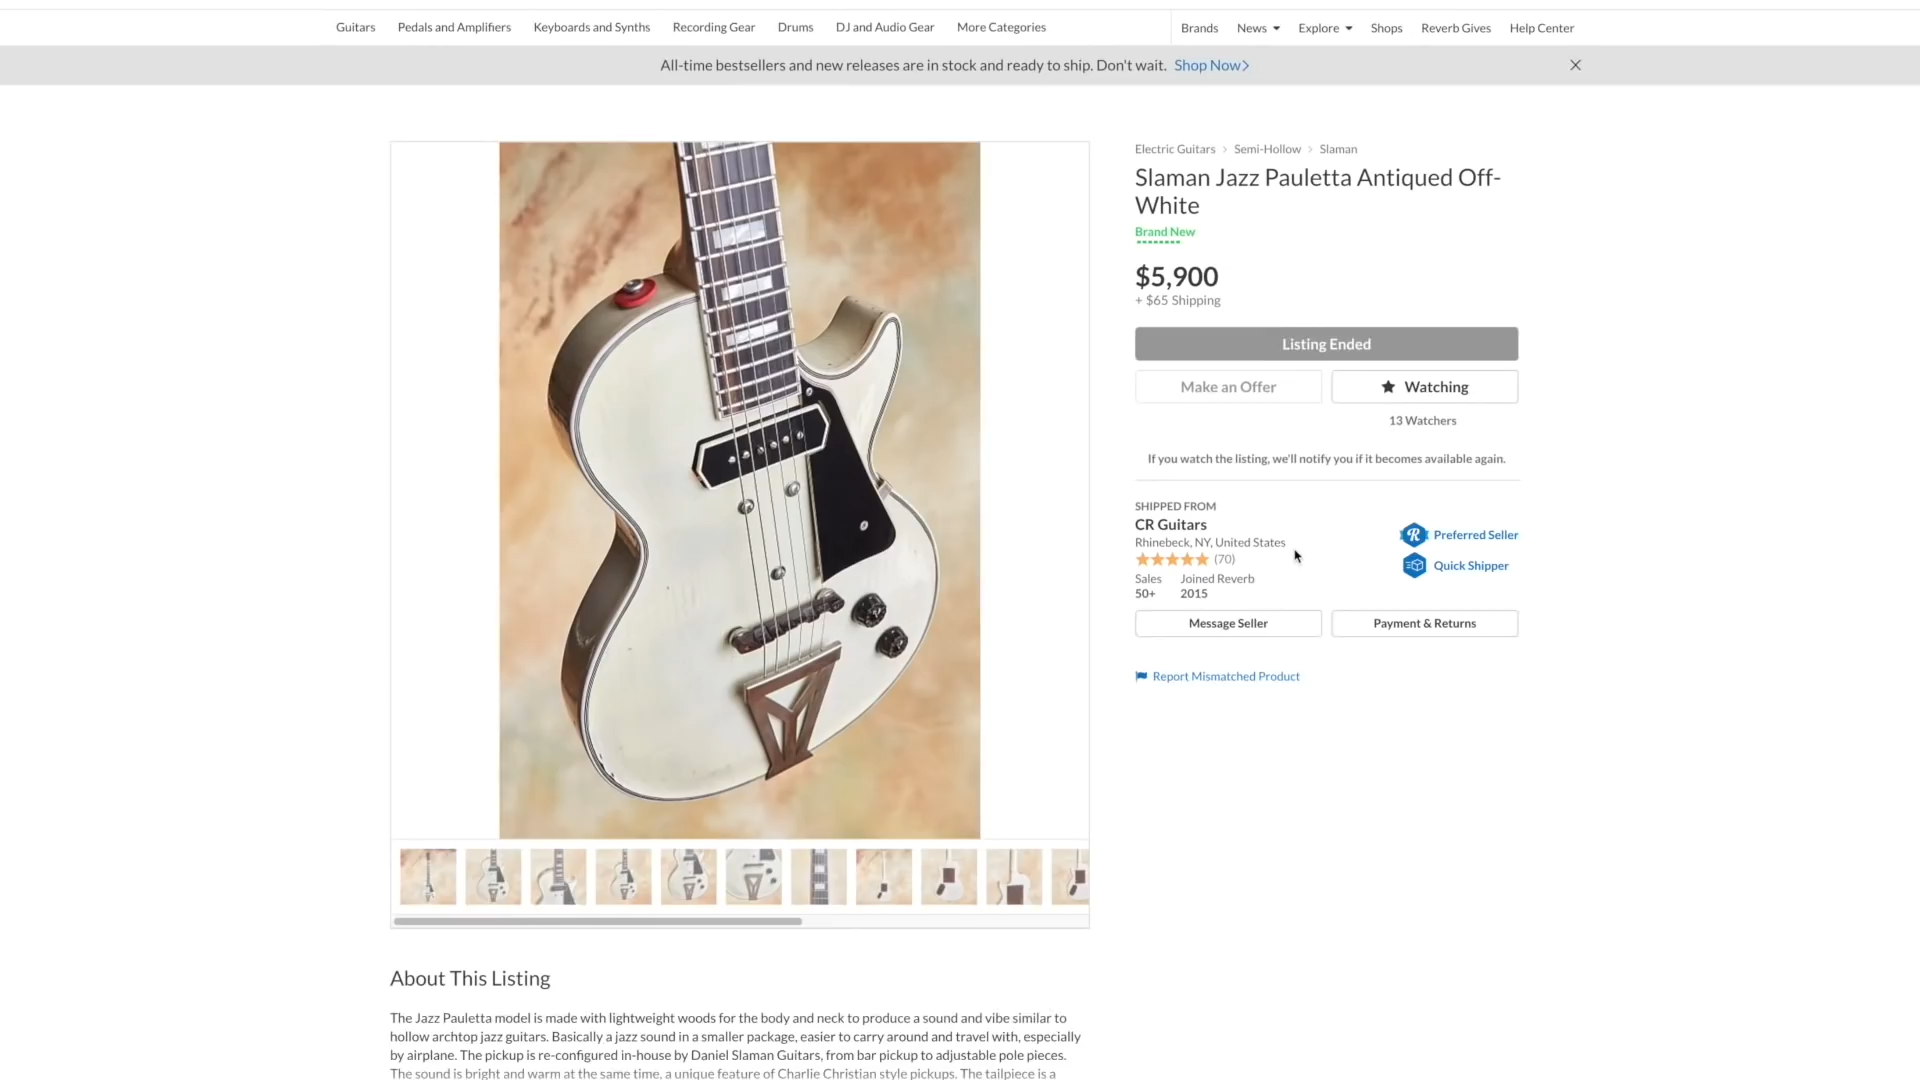 Guitars Pedals and Amplifiers Keyboards and Synths Recording Gear Drums DJ and Audio Gear More Categories Brands News Explore Shops Reverb Gives Help Center
All-time bestsellers and new releases are in stock and ready to ship. Don't wait. Shop Now
Electric Guitars > Semi-Hollow > Slaman
Slaman Jazz Pauletta Antiqued Off-
White
Brand New
$5,900
+ $65 Shipping
Listing Ended
Make an Offer
Watching
13 Watchers
If you watch the listing, we'll notify you if it becomes available again.
SHIPPED FROM
CR Guitars
Rhinebeck, NY, United States
(70)
Sales Joined Reverb
50+ 2015
Preferred Seller
Quick Shipper
Message Seller
Payment & Returns
Report Mismatched Product
About This Listing
The Jazz Pauletta model is made with lightweight woods for the body and neck to produce a sound and vibe similar to
hollow archtop jazz guitars. Basically a jazz sound in a smaller package, easier to carry around and travel with, especially
by airplane. The pickup is re-configured in-house by Daniel Slaman Guitars, from bar pickup to adjustable pole pieces.
The sound is bright and warm at the same time, a unique feature of Charlie Christian style pickups. The tailpiece is a